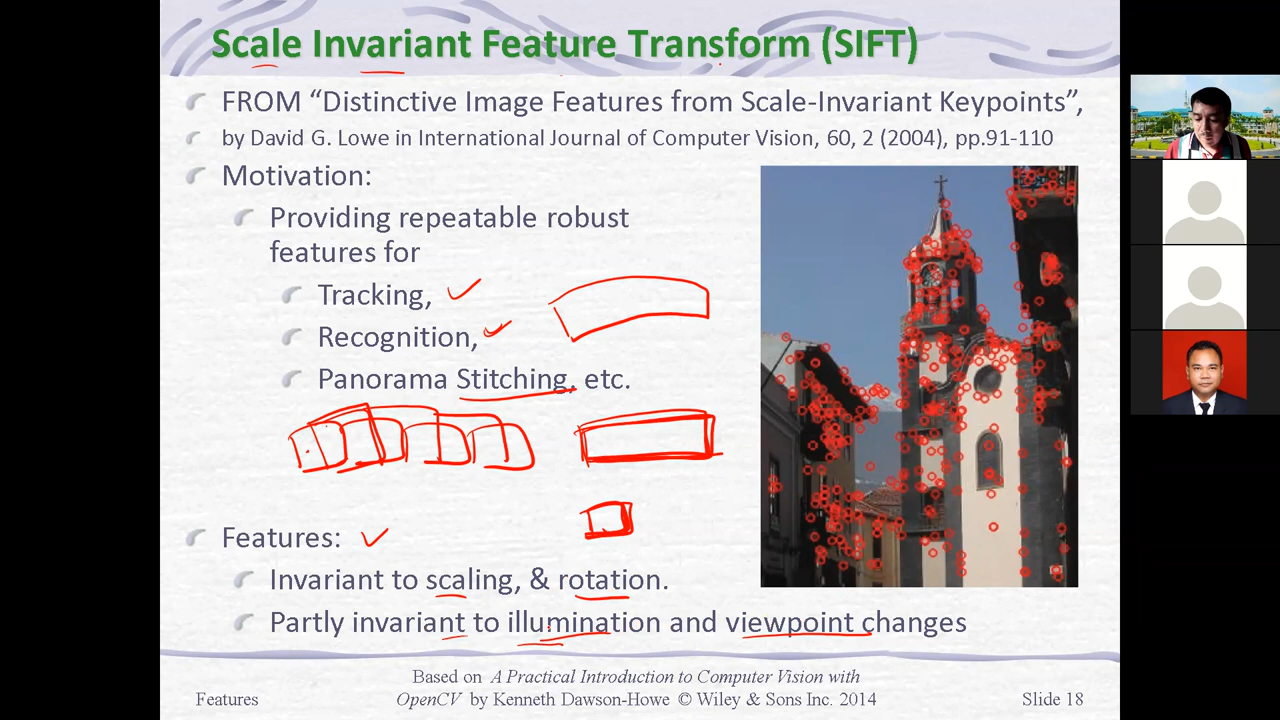 Scale Invariant Feature Transform (SIFT)
FROM “Distinctive Image Features from Scale-Invariant Keypoints”,
by David G. Lowe in International Journal of Computer Vision, 60, 2 (2004), pp.91-110
Motivation:
Providing repeatable robust
features for
Tracking,
Recognition,
Panorama Stitching, etc.
Features:
Invariant to scaling, & rotation.
Partly invariant to illumination and viewpoint changes
Based on A Practical Introduction to Computer Vision with
Features OpenCV by Kenneth Dawson-Howe © Wiley & Sons Inc. 2014 Slide 18